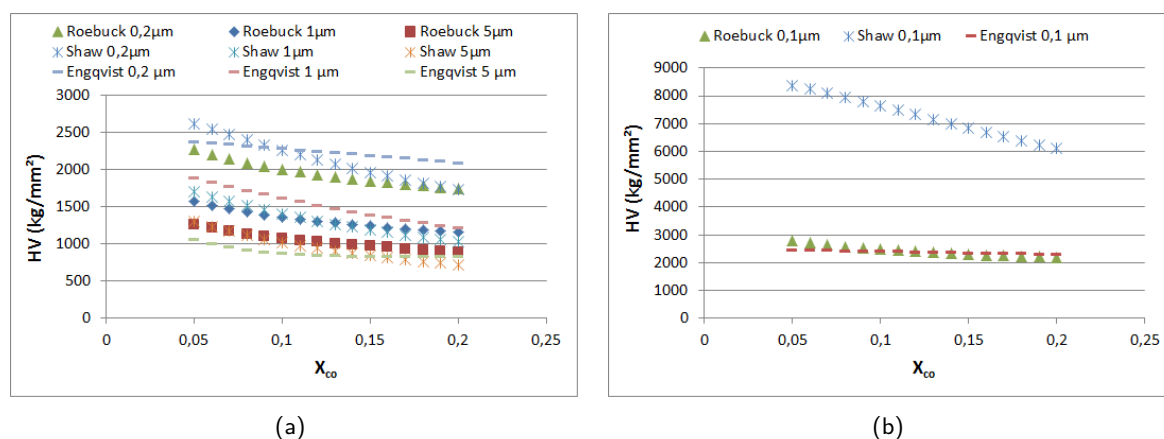 Roebuck 0,2µm Roebuck 1µm Roebuck 5µm
Shaw 0,2µm Shaw 1µm Shaw 5µm
Engqvist 0,2 µm Engqvist 1 µm Engqvist 5 µm
3000
2500
2000
1500
1000
500
0
HV (kg/mm²)
0 0,05 0,1 0,15 0,2 0,25
Xco
(a)
Roebuck 0,1µm Shaw 0,1µm Engqvist 0,1 µm
9000
8000
7000
6000
5000
4000
3000
2000
1000
0
HV (kg/mm²)
0 0,05 0,1 0,15 0,2 0,25
Xco
(b)